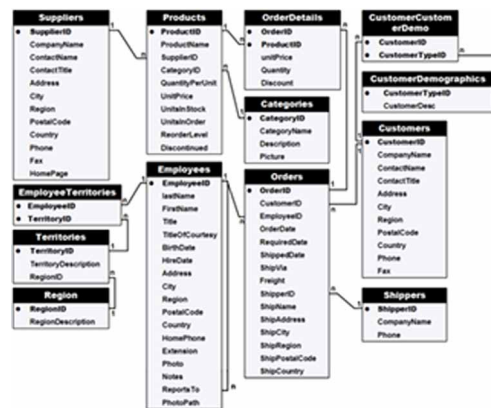 Suppliers
SupplierID
CompanyName
ContactName
ContactTitle
Address
City
Region
PostalCode
Country
Phone
Fax
HomePage
Products
ProductID
ProductName
SupplierID
CategoryID
QuantityPerUnit
UnitPrice
UnitsInStock
UnitsInOrder
ReorderLevel
Discontinued
OrderDetails
OrderID
ProductID
unitPrice
Quantity
Discount
CustomerCustom
erDemo
CustomerID
CustomerTypeID
CustomerDemographics
CustomerTypeID
CustomerDesc
Categories
CategoryID
CategoryName
Description
Picture
Customers
CustomerID
CompanyName
ContactName
ContactTitle
Address
City
Region
PostalCode
Country
Phone
Fax
EmployeeTerritories
EmployeeID
TerritoryID
Territories
TerritoryID
TerritoryDescription
RegionID
Region
RegionID
RegionDescription
Employees
EmployeeID
lastName
FirstName
Title
TitleOfCourtesy
BirthDate
HireDate
Address
City
Region
PostalCode
Country
HomePhone
Extension
Photo
Notes
ReportsTo
PhotoPath
Orders
OrderID
CustomerID
EmployeeID
OrderDate
RequiredDate
ShippedDate
ShipVia
Freight
ShipperID
ShipName
ShipAddress
ShipCity
ShipRegion
ShipPostalCode
ShipCountry
Shippers
ShipperID
CompanyName
Phone